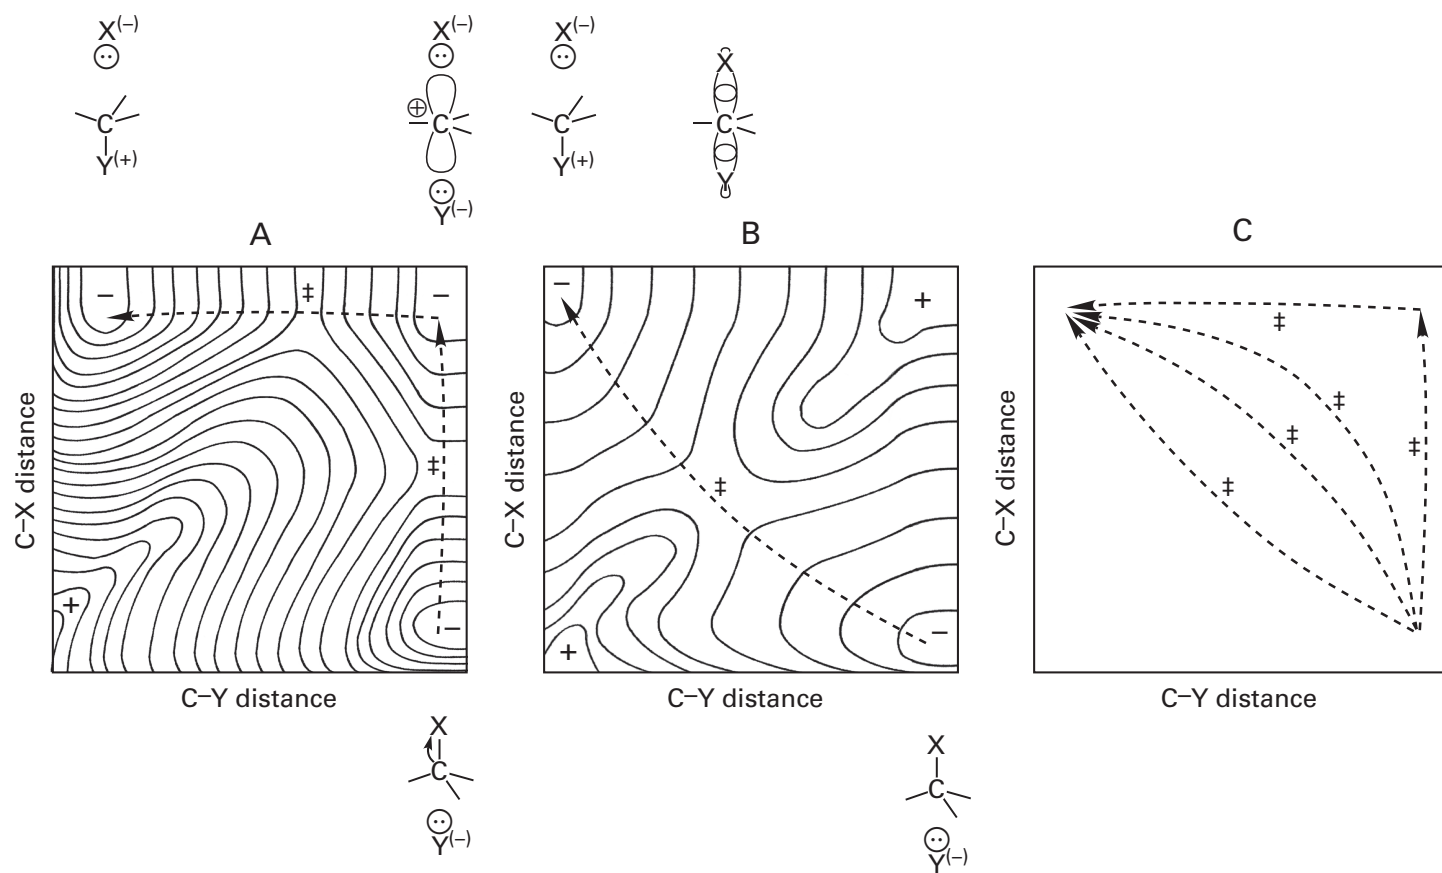 X(–) X(–) X(–) X
C ⊕ C C C
Y(+) Y(–) Y(+) Y
A B C
– ‡ – – +
‡ ‡ ‡ ‡ ‡ ‡
+ – + –
C–X distance C–X distance C–X distance
C–Y distance C–Y distance C–Y distance
X X
C C
Y(–) Y(–)